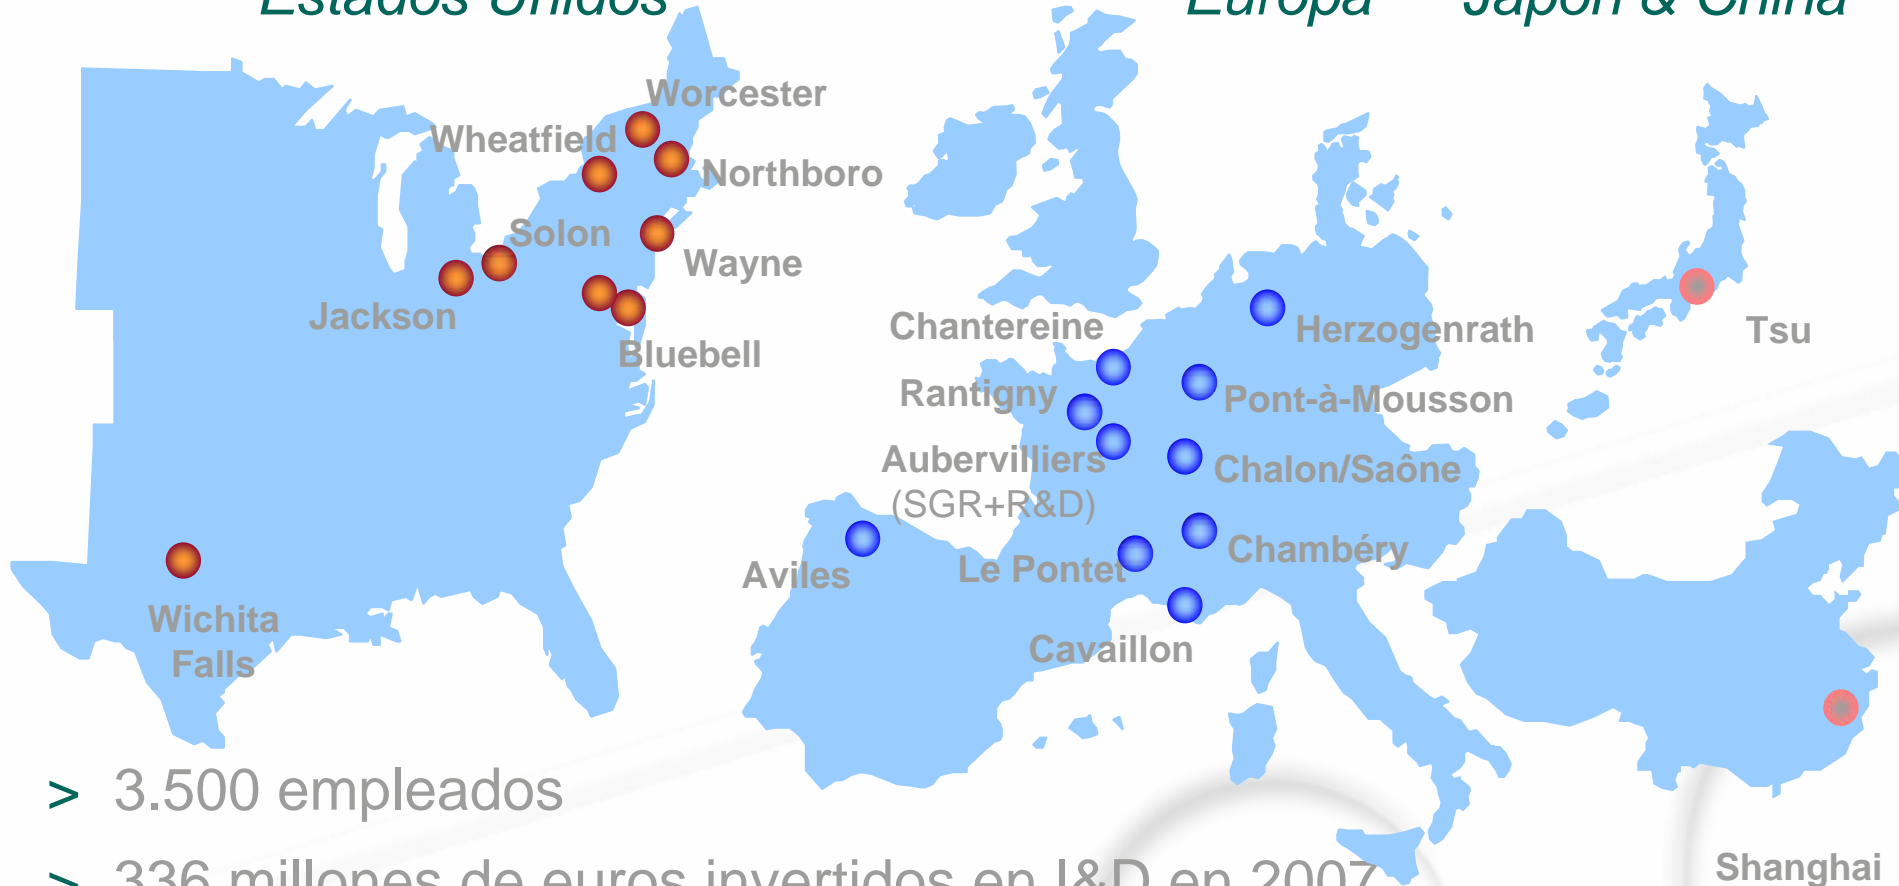 Estados Unidos
Europa
Japón & China
Worcester
Wheatfield
Northboro
Solon
Wayne
Jackson
Bluebell
Wichita
Falls
Chantereine
Herzogenrath
Rantigny
Pont-à-Mousson
Aubervilliers
(SGR+R&D)
Chalon/Saône
Aviles
Le Pontet
Chambéry
Cavaillon
Tsu
Shanghai
> 3.500 empleados
> 336 millones de euros invertidos en I&D en 2007